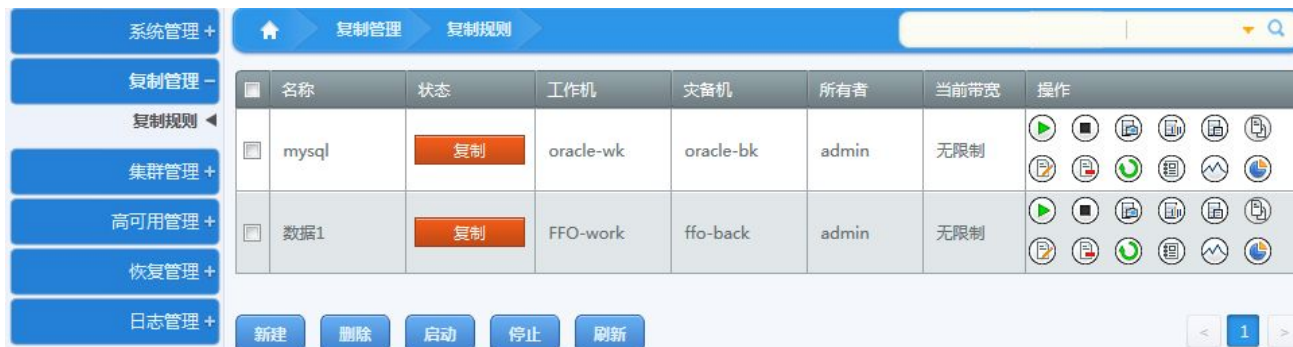 系统管理 +
复制管理 −
复制规则
集群管理 +
高可用管理 +
恢复管理 +
日志管理 +
复制管理 复制规则
名称 状态 工作机 灾备机 所有者 当前带宽 操作
mysql 复制 oracle-wk oracle-bk admin 无限制
数据1 复制 FFO-work ffo-back admin 无限制
新建 删除 启动 停止 刷新
< 1 >